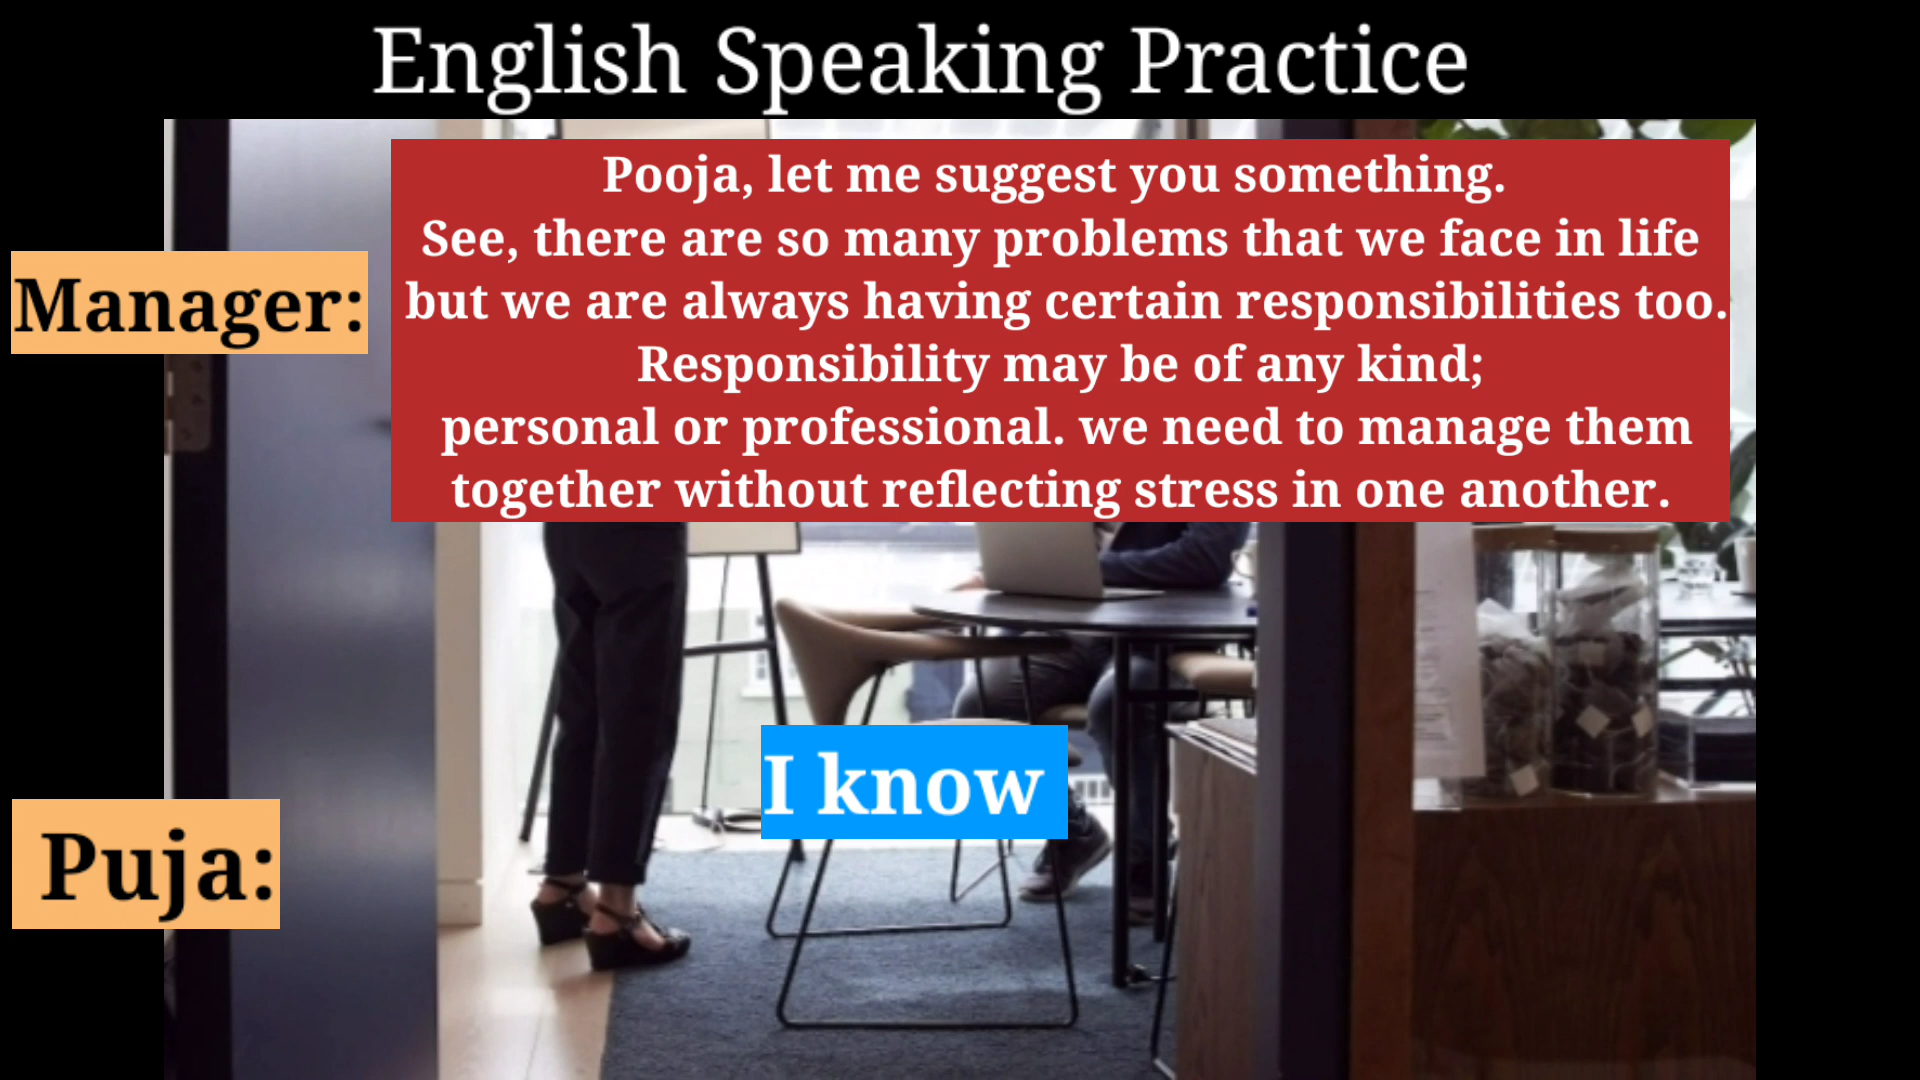 English Speaking Practice
Manager:
Pooja, let me suggest you something.
See, there are so many problems that we face in life
but we are always having certain responsibilities too.
Responsibility may be of any kind;
personal or professional. we need to manage them
together without reflecting stress in one another.
Puja:
I know